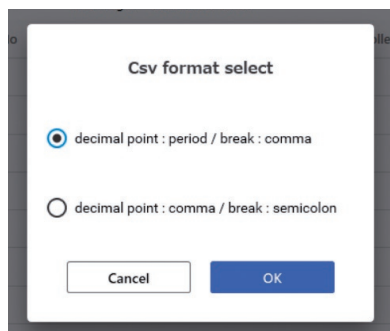 Csv format select
decimal point : period / break : comma
decimal point : comma / break : semicolon
Cancel OK